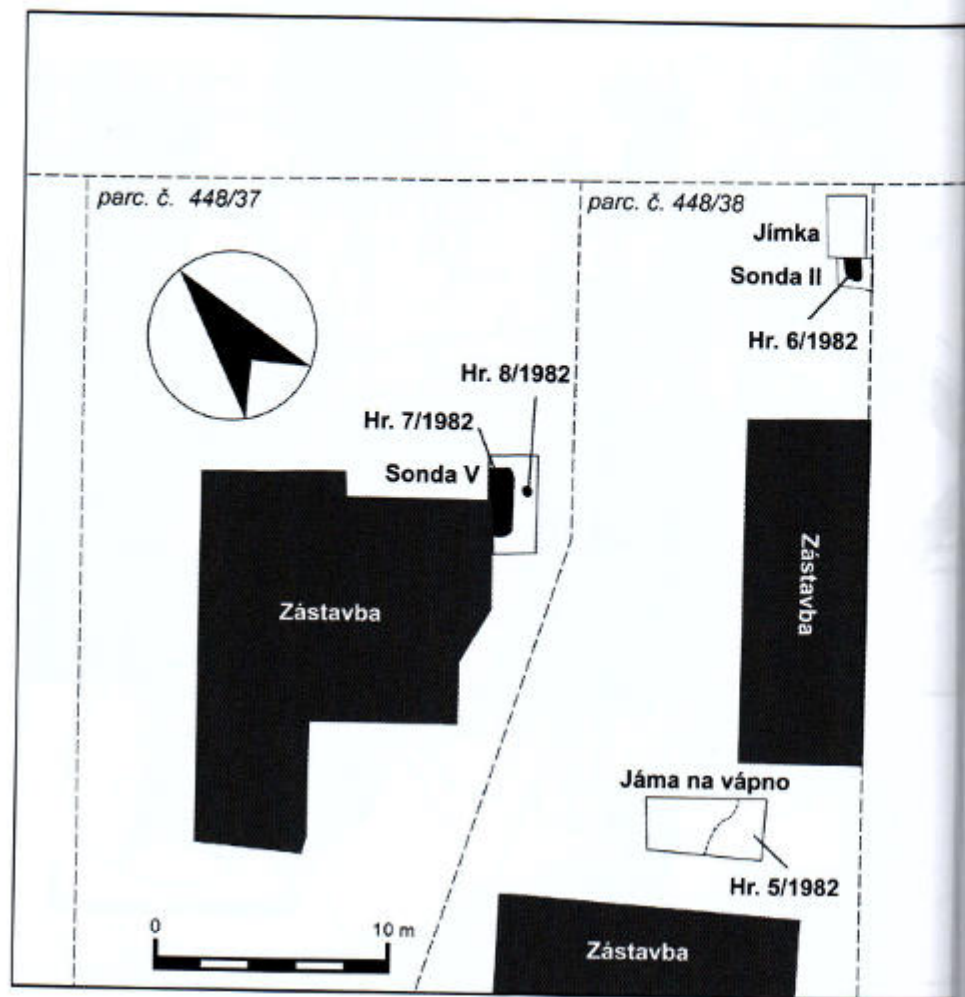 parc. č. 448/37
parc. č. 448/38
Jímka
Sonda II
Hr. 6/1982
Hr. 8/1982
Hr. 7/1982
Sonda V
Zástavba
Zástavba
Jáma na vápno
Hr. 5/1982
0
10 m
Zástavba